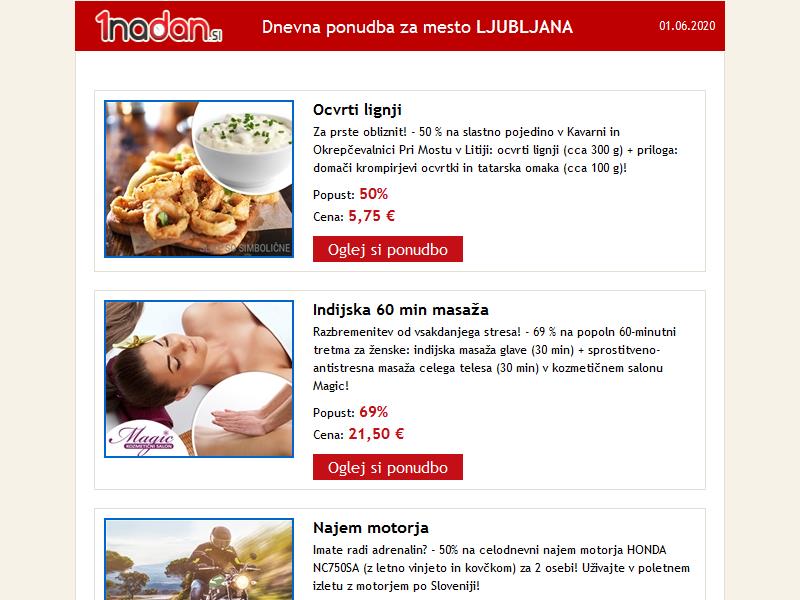 1nadan.si
Dnevna ponudba za mesto LJUBLJANA
01.06.2020
Ocvrti lignji
Za prste obliznit! - 50 % na slastno pojedino v Kavarni in
Okrepčevalnici Pri Mostu v Litiji: ocvrti lignji (cca 300 g) + priloga:
domači krompirjevi ocvrtki in tatarska omaka (cca 100 g)!
Popust: 50%
Cena: 5,75 €
Oglej si ponudbo
Indijska 60 min masaža
Razbremenitev od vsakdanjega stresa! - 69 % na popoln 60-minutni
tretma za ženske: indijska masaža glave (30 min) + sprostitveno-
antistresna masaža celega telesa (30 min) v kozmetičnem salonu
Magic!
Magic
KOZMETIČNI SALON
Popust: 69%
Cena: 21,50 €
Oglej si ponudbo
Najem motorja
Imate radi adrenalin? - 50% na celodnevni najem motorja HONDA
NC750SA (z letno vinjeto in kovčkom) za 2 osebi! Uživajte v poletnem
izletu z motorjem po Sloveniji!